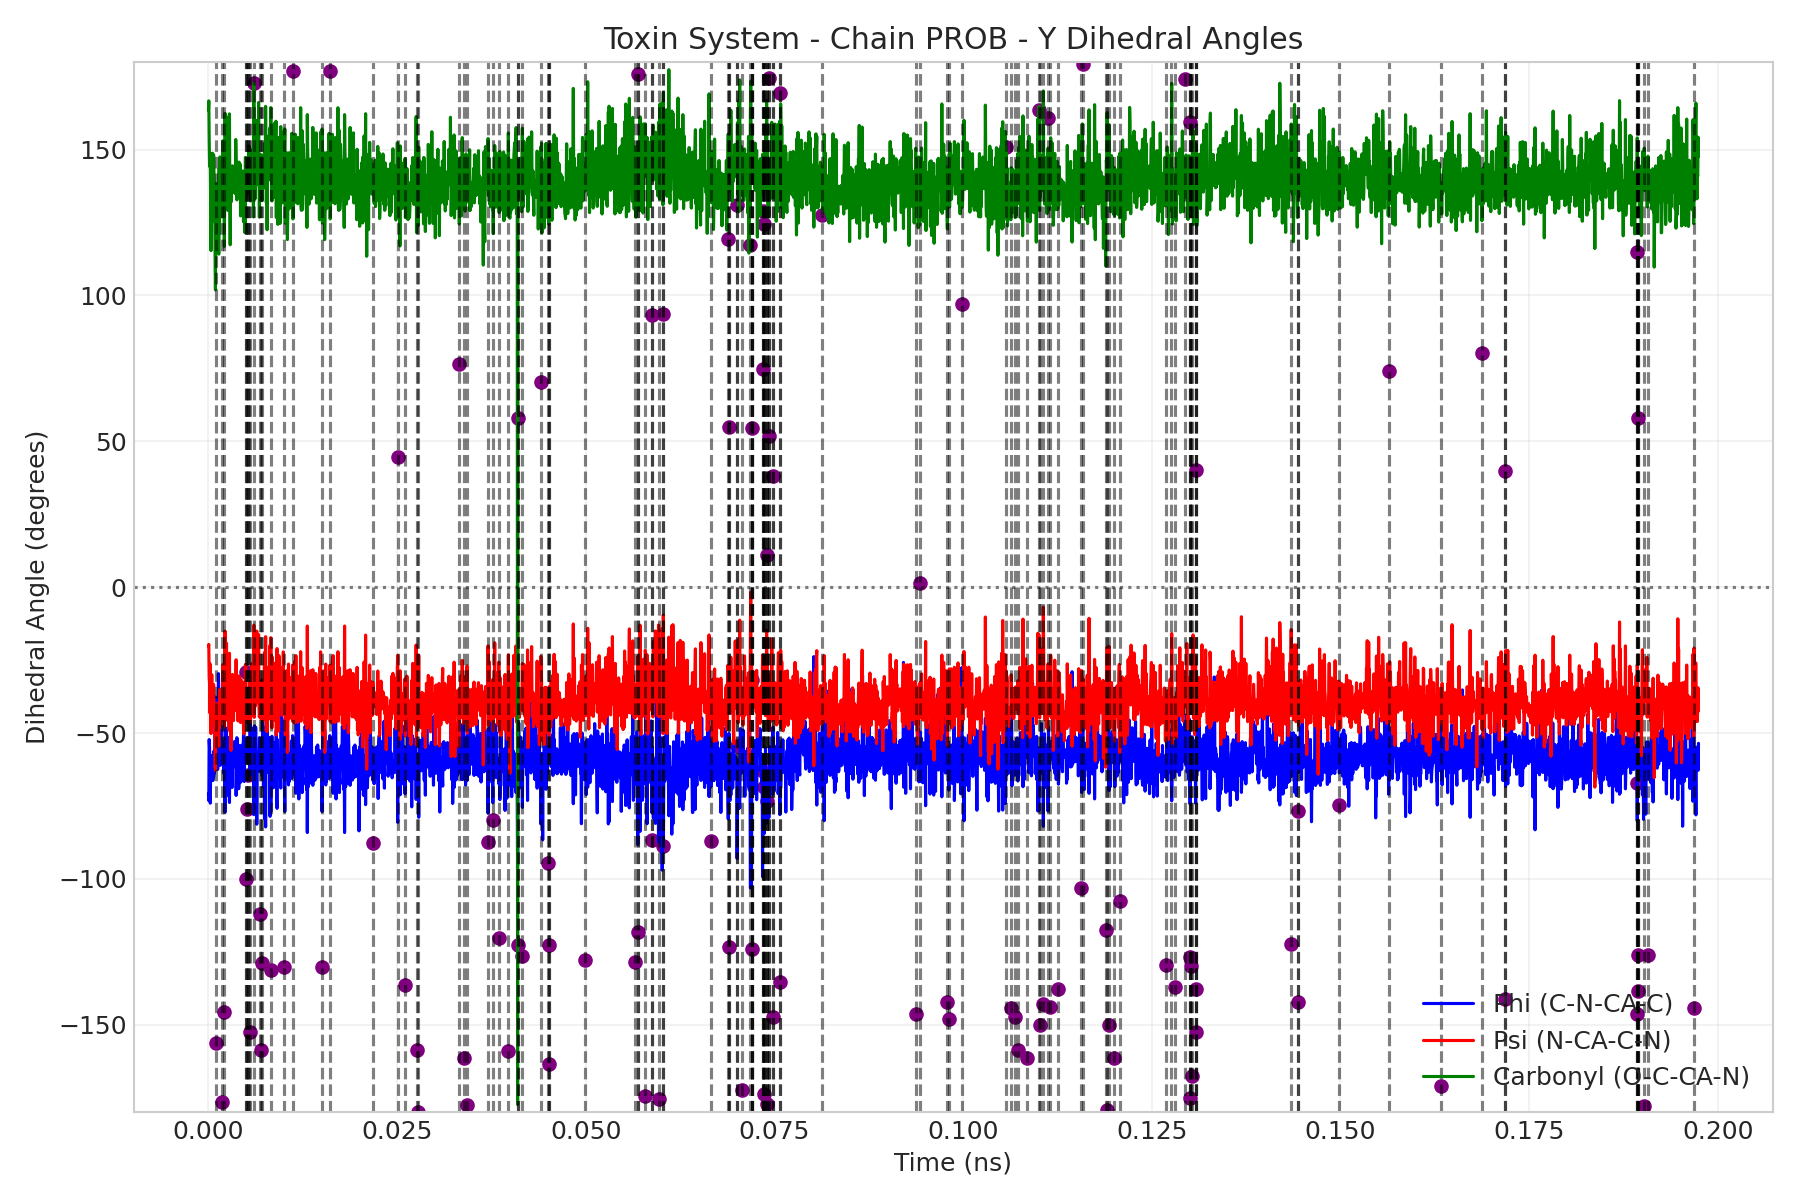 Toxin System - Chain PROB - Y Dihedral Angles
Dihedral Angle (degrees)
150
100
50
0
−50
−100
−150
Phi (C-N-CA-C)
Psi (N-CA-C-N)
Carbonyl (O-C-CA-N)
0.000 0.025 0.050 0.075 0.100 0.125 0.150 0.175 0.200
Time (ns)